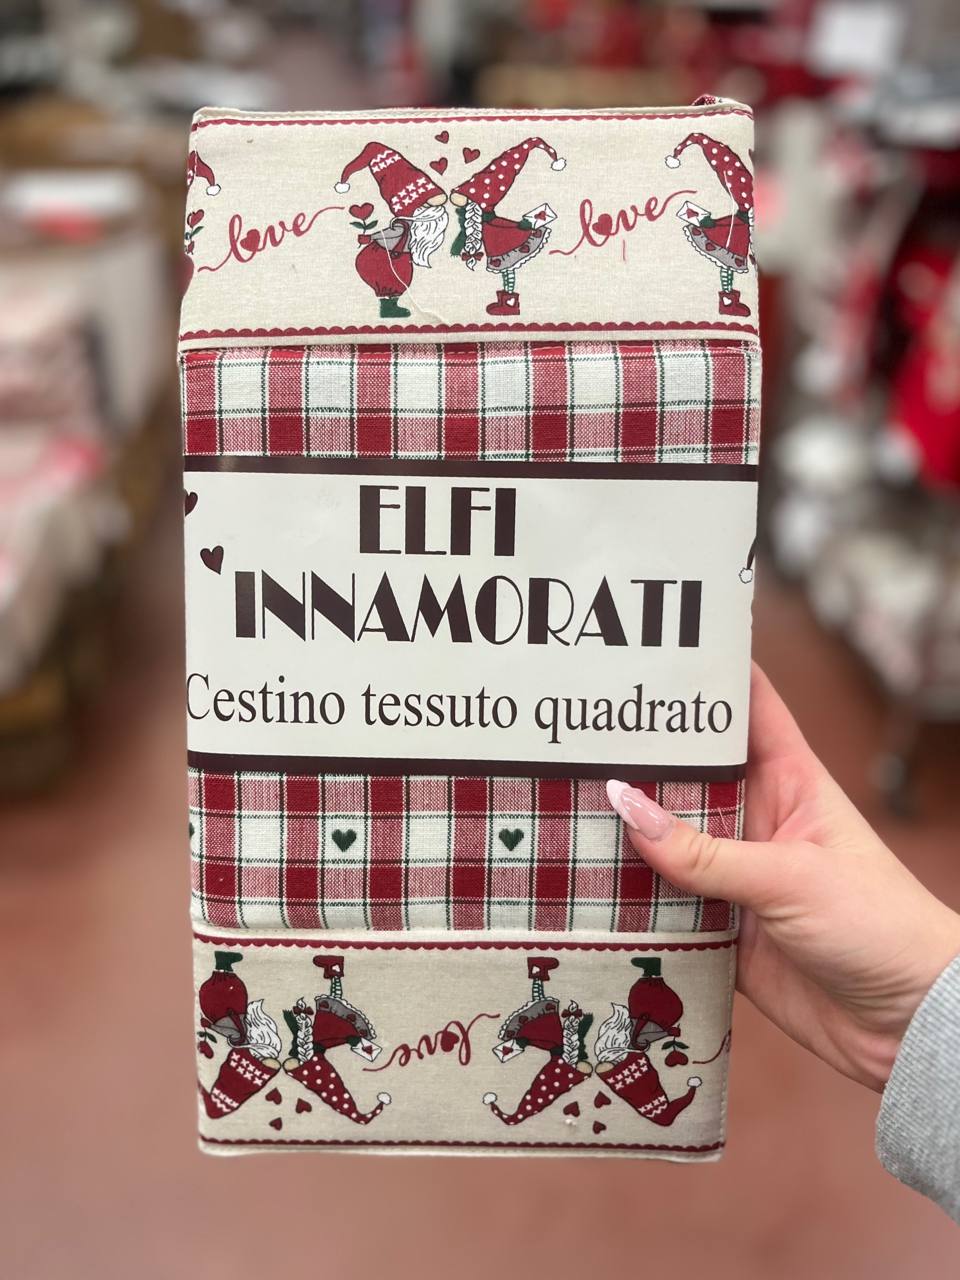 love love
ELFI
INNAMORATI
Cestino tessuto quadrato
love